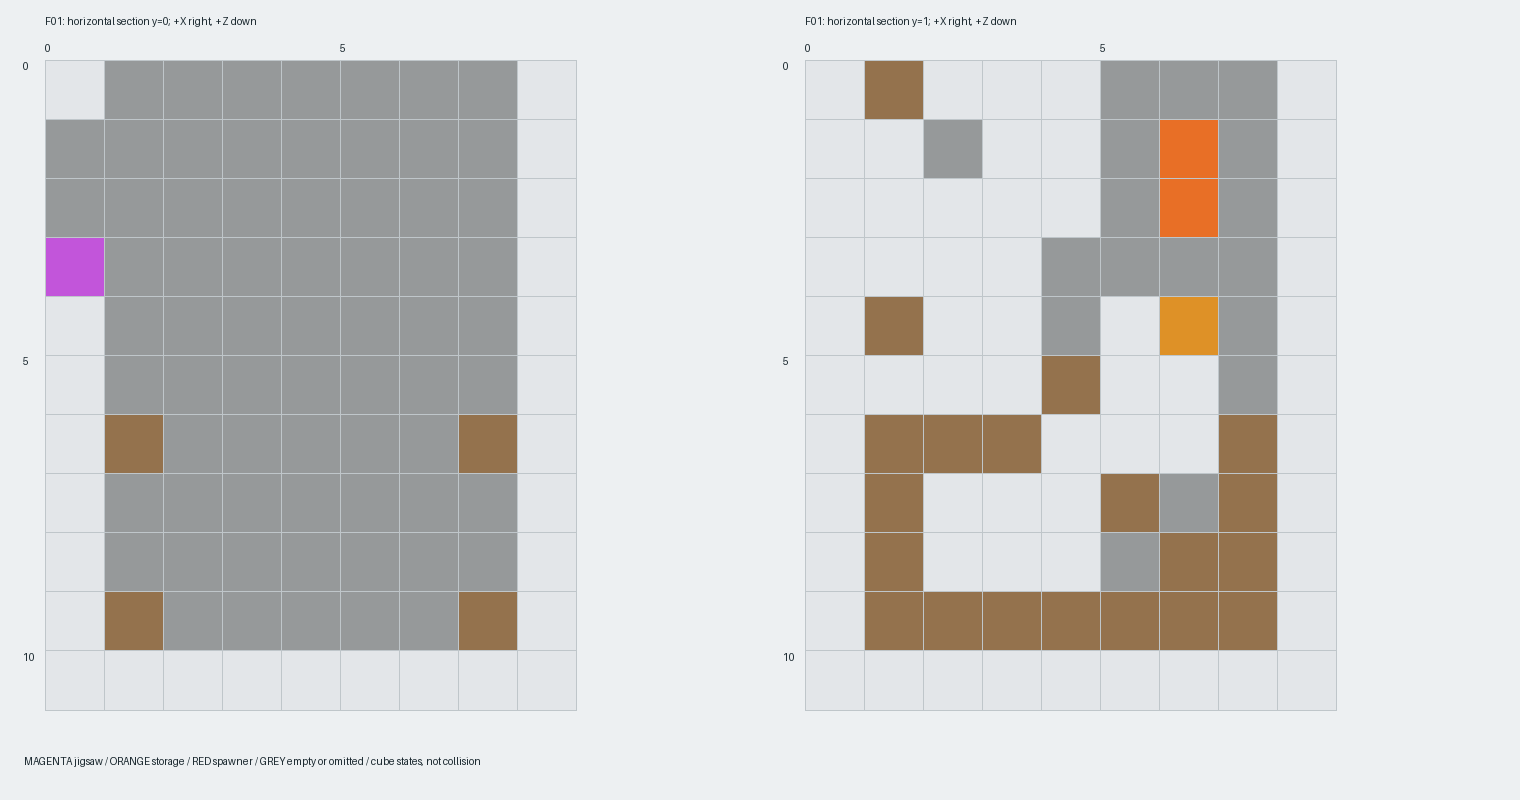 F01: horizontal section y=0; +X right, +Z down
F01: horizontal section y=1; +X right, +Z down
0 5
0 5
0
0
5
5
10
10
MAGENTA jigsaw / ORANGE storage / RED spawner / GREY empty or omitted / cube states, not collision